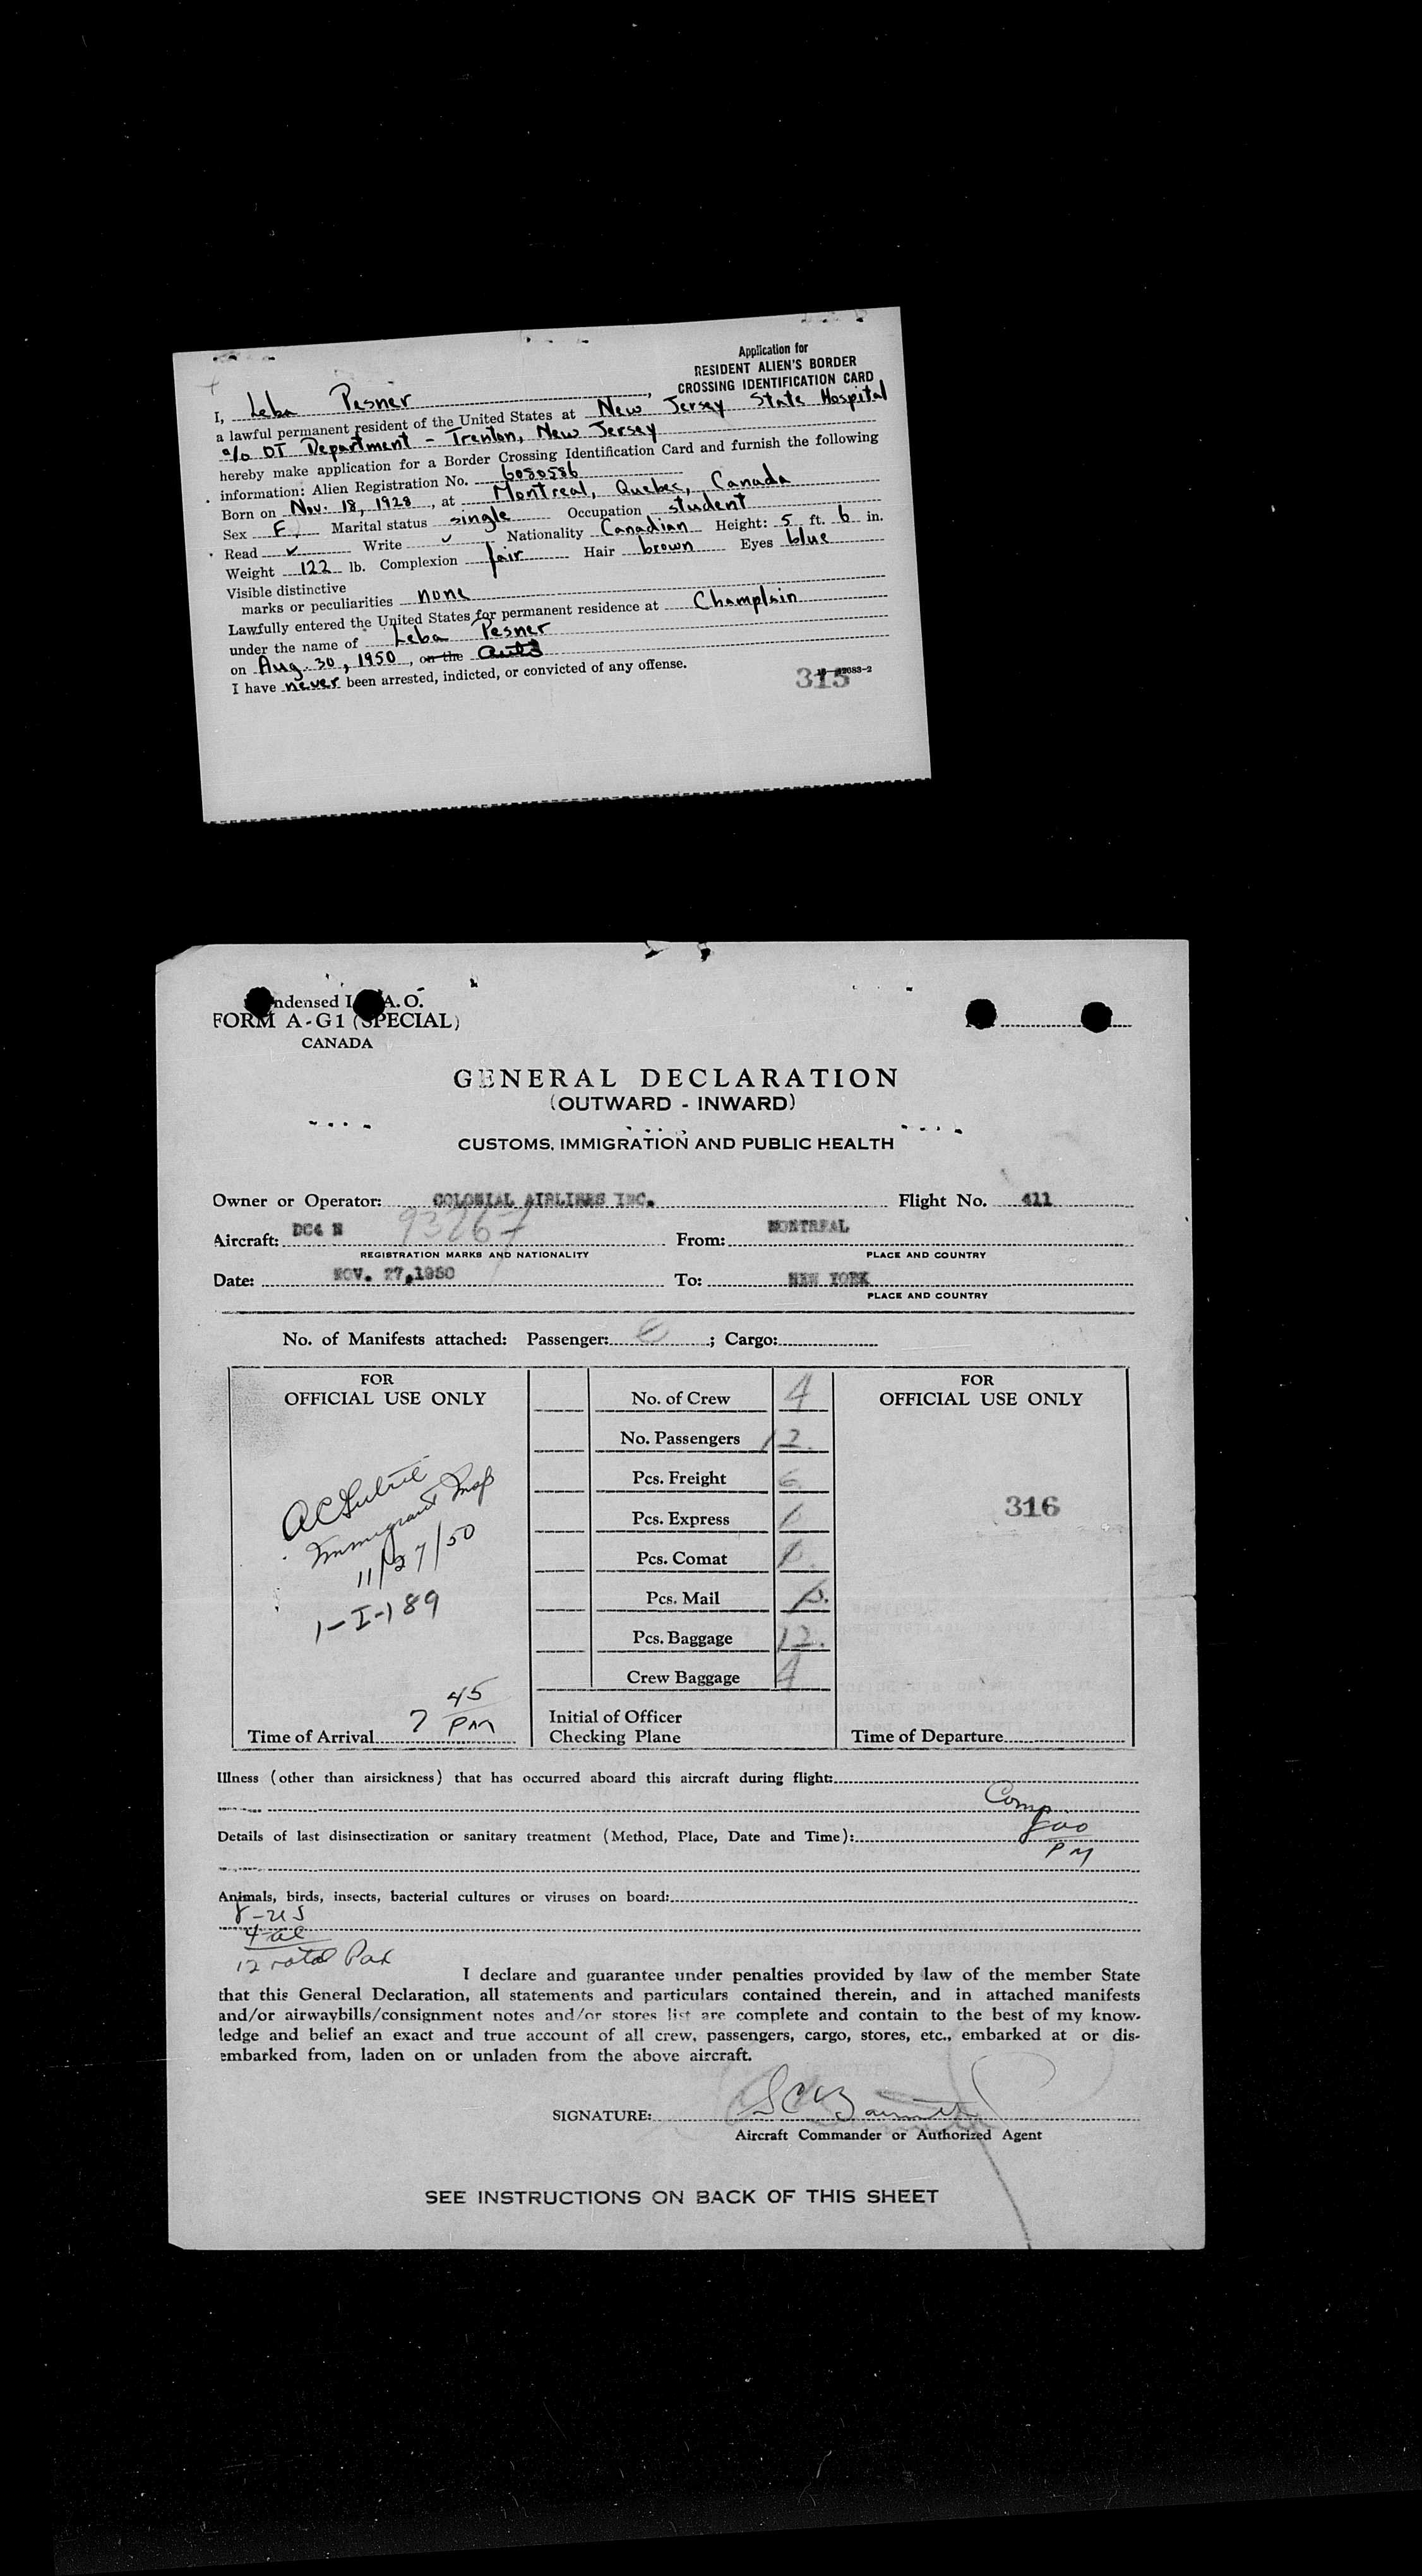 Application for
RESIDENT ALIEN'S BORDER
CROSSING IDENTIFICATION CARD
I, Leba Pesner,
a lawful permanent resident of the United States at New Jersey State Hospital
c/o OT Department - Trenton, New Jersey
hereby make application for a Border Crossing Identification Card and furnish the following
information: Alien Registration No. 6080586
Born on Nov. 18, 1928, at Montreal, Quebec, Canada
Sex F. Marital status single Occupation student
Read ✓ Write ✓ Nationality Canadian Height: 5 ft. 6 in.
Weight 122 lb. Complexion fair Hair brown Eyes blue
Visible distinctive
marks or peculiarities none
Lawfully entered the United States for permanent residence at Champlain
under the name of Leba Pesner
on Aug. 30, 1950, on the auto
I have never been arrested, indicted, or convicted of any offense.
315
ndensed I A.O.
FORM A-G1 (SPECIAL)
CANADA
GENERAL DECLARATION
(OUTWARD - INWARD)
CUSTOMS, IMMIGRATION AND PUBLIC HEALTH
Owner or Operator: COLONIAL AIRLINES INC. Flight No. 411
Aircraft: DC4 N 93267 From: MONTREAL
REGISTRATION MARKS AND NATIONALITY PLACE AND COUNTRY
Date: NOV. 27,1950 To: NEW YORK
PLACE AND COUNTRY
No. of Manifests attached: Passenger: ; Cargo:
FOR
OFFICIAL USE ONLY
No. of Crew 4
No. Passengers 12.
Pcs. Freight
Pcs. Express
Pcs. Comat
Pcs. Mail
Pcs. Baggage 12.
Crew Baggage 4
FOR
OFFICIAL USE ONLY
316
Immigrant Insp
11/27/50
1-I-189
Time of Arrival 7 45 PM
Initial of Officer
Checking Plane
Time of Departure
Illness (other than airsickness) that has occurred aboard this aircraft during flight:
Comp
Details of last disinsectization or sanitary treatment (Method, Place, Date and Time): 800
PM
Animals, birds, insects, bacterial cultures or viruses on board:
8-US
4-al
12 total Pax
I declare and guarantee under penalties provided by law of the member State
that this General Declaration, all statements and particulars contained therein, and in attached manifests
and/or airwaybills/consignment notes and/or stores list are complete and contain to the best of my know-
ledge and belief an exact and true account of all crew, passengers, cargo, stores, etc., embarked at or dis-
embarked from, laden on or unladen from the above aircraft.
SIGNATURE:
Aircraft Commander or Authorized Agent
SEE INSTRUCTIONS ON BACK OF THIS SHEET